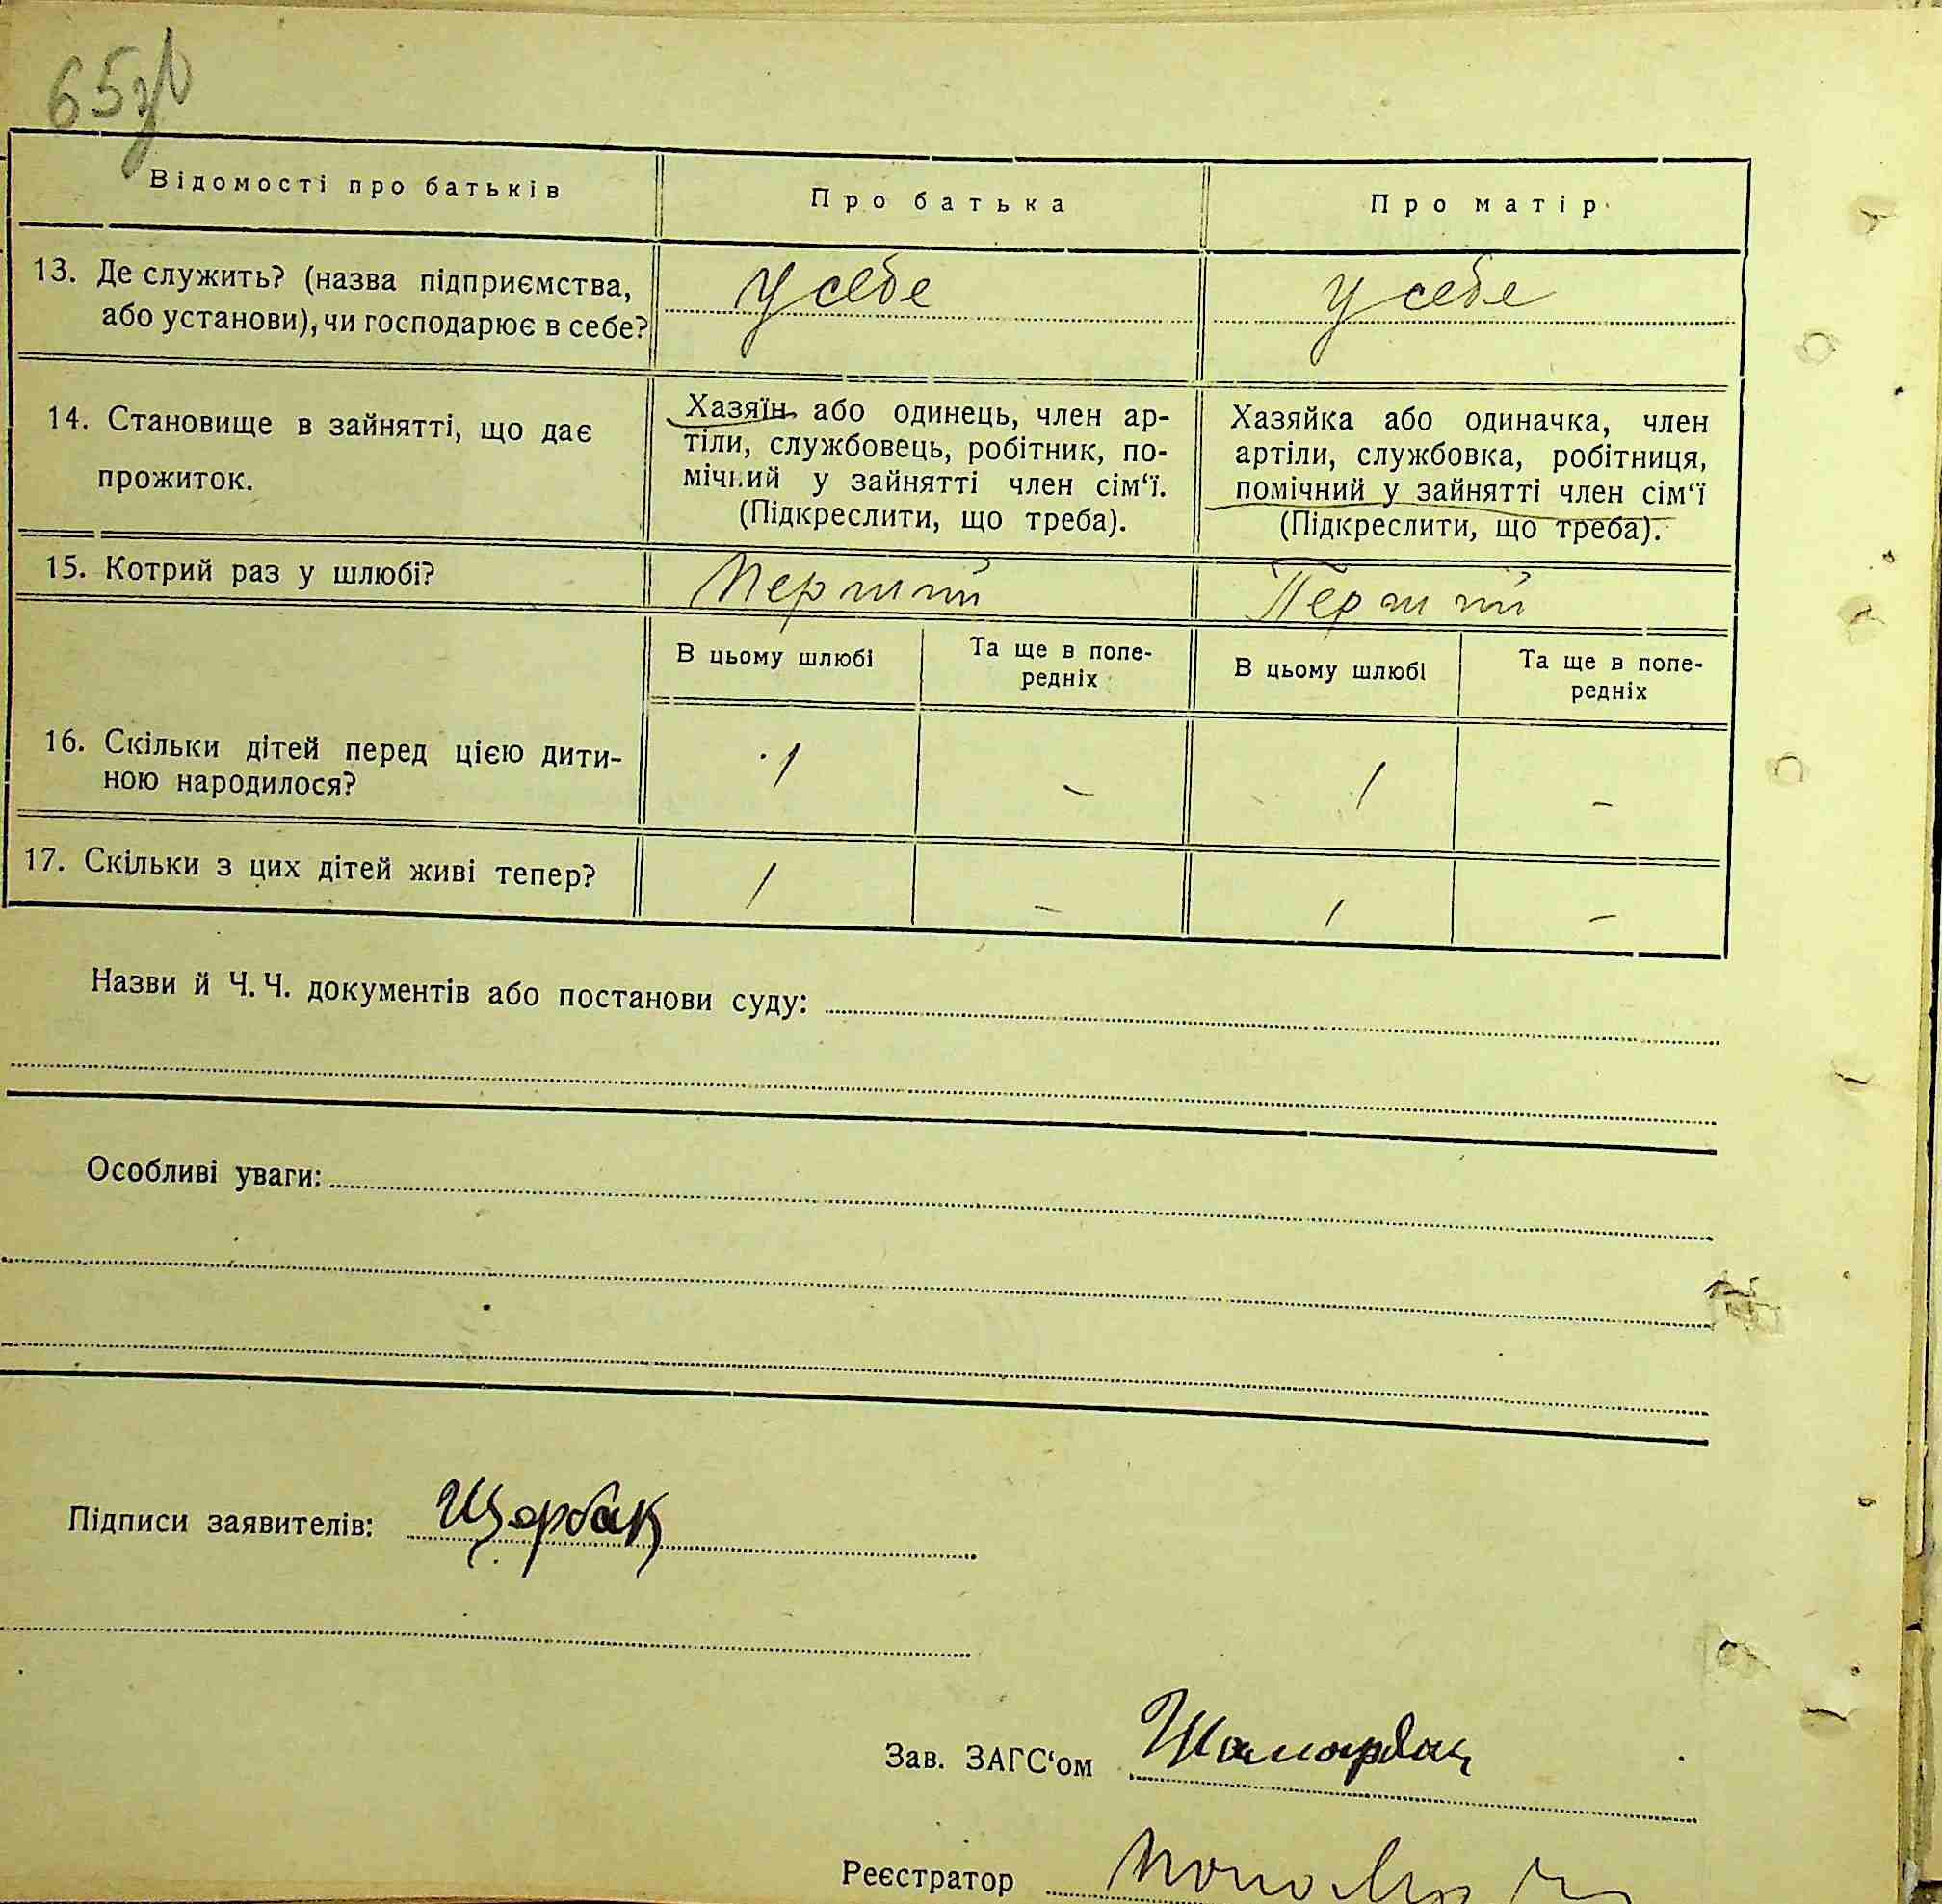 65зв
Відомості про батьків
Про батька
Про матір
13. Де служить? (назва підприємства,
або установи), чи господарює в себе?
У себе
У себе
14. Становище в зайнятті, що дає
прожиток.
Хазяїн або одинець, член ар-
тіли, службовець, робітник, по-
мічний у зайнятті член сім‘ї.
(Підкреслити, що треба).
Хазяйка або одиначка, член
артіли, службовка, робітниця,
помічний у зайнятті член сім‘ї
(Підкреслити, що треба).
15. Котрий раз у шлюбі?
Перший
Перший
В цьому шлюбі
Та ще в попе-
редніх
В цьому шлюбі
Та ще в попе-
редніх
16. Скільки дітей перед цією дити-
ною народилося?
1
-
1
-
17. Скільки з цих дітей живі тепер?
1
-
1
-
Назви й Ч.Ч. документів або постанови суду:
Особливі уваги:
Підписи заявителів: Щербак
Зав. ЗАГС‘ом
Реєстратор